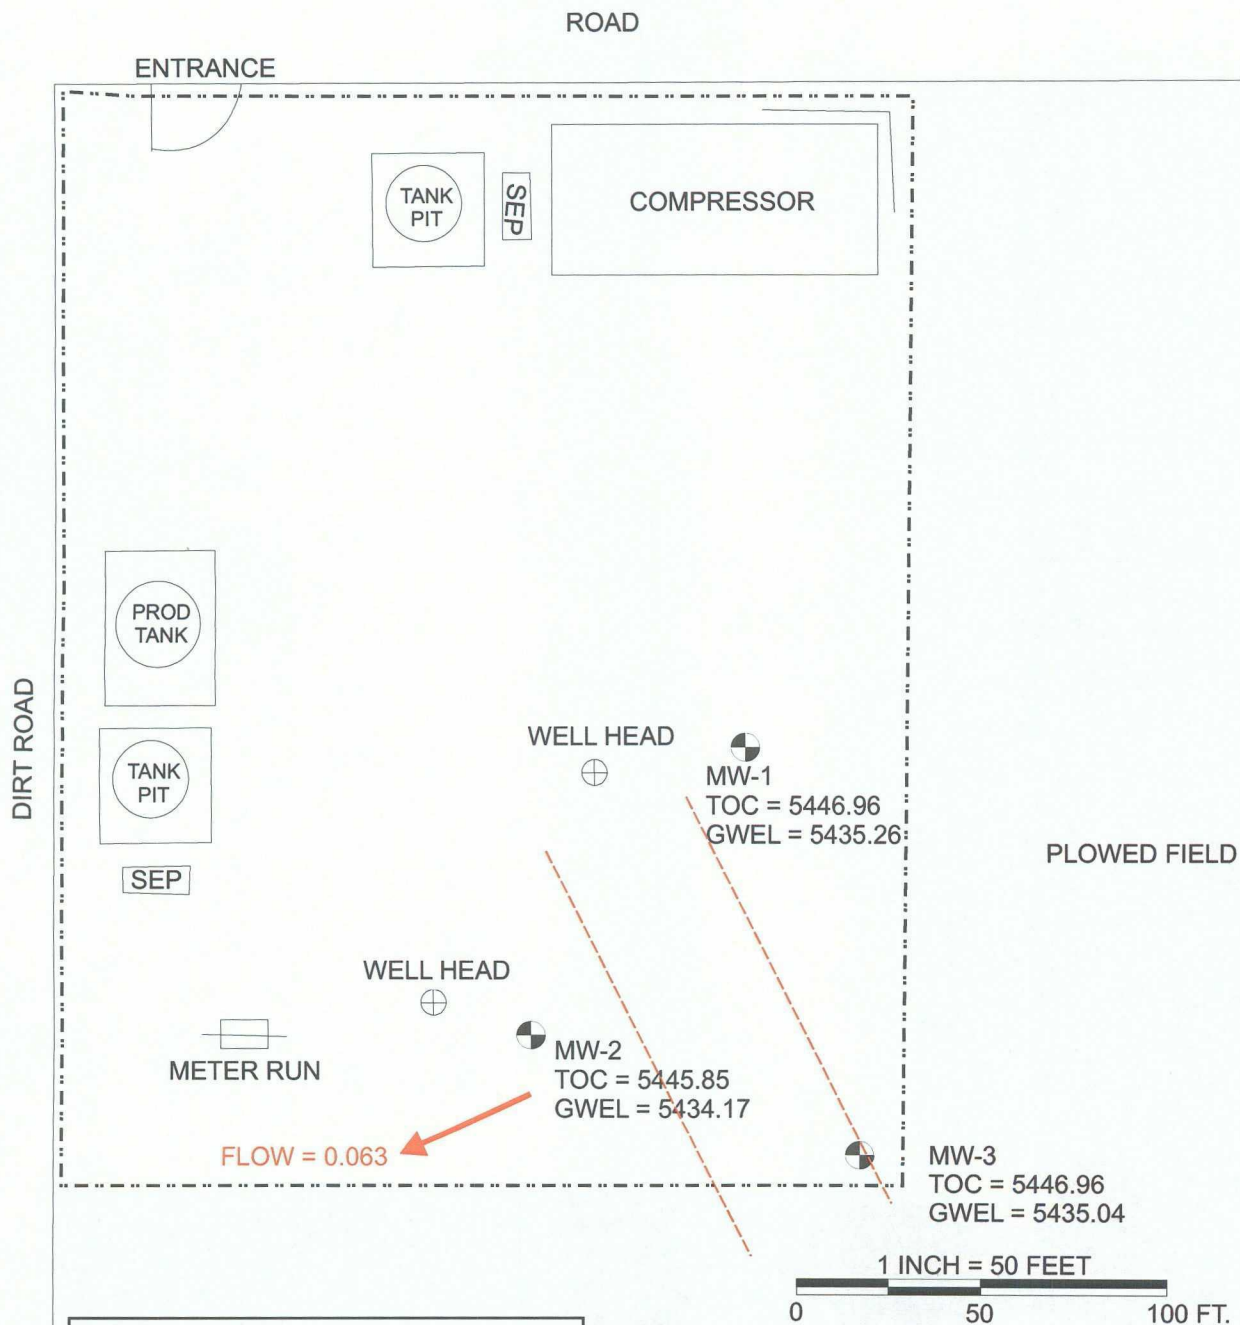 ROAD
ENTRANCE
TANK
PIT
SEP
COMPRESSOR
PROD
TANK
DIRT ROAD
TANK
PIT
SEP
WELL HEAD
MW-1
TOC = 5446.96
GWEL = 5435.26
PLOWED FIELD
WELL HEAD
METER RUN
MW-2
TOC = 5445.85
GWEL = 5434.17
FLOW = 0.063
MW-3
TOC = 5446.96
GWEL = 5435.04
1 INCH = 50 FEET
0 50 100 FT.